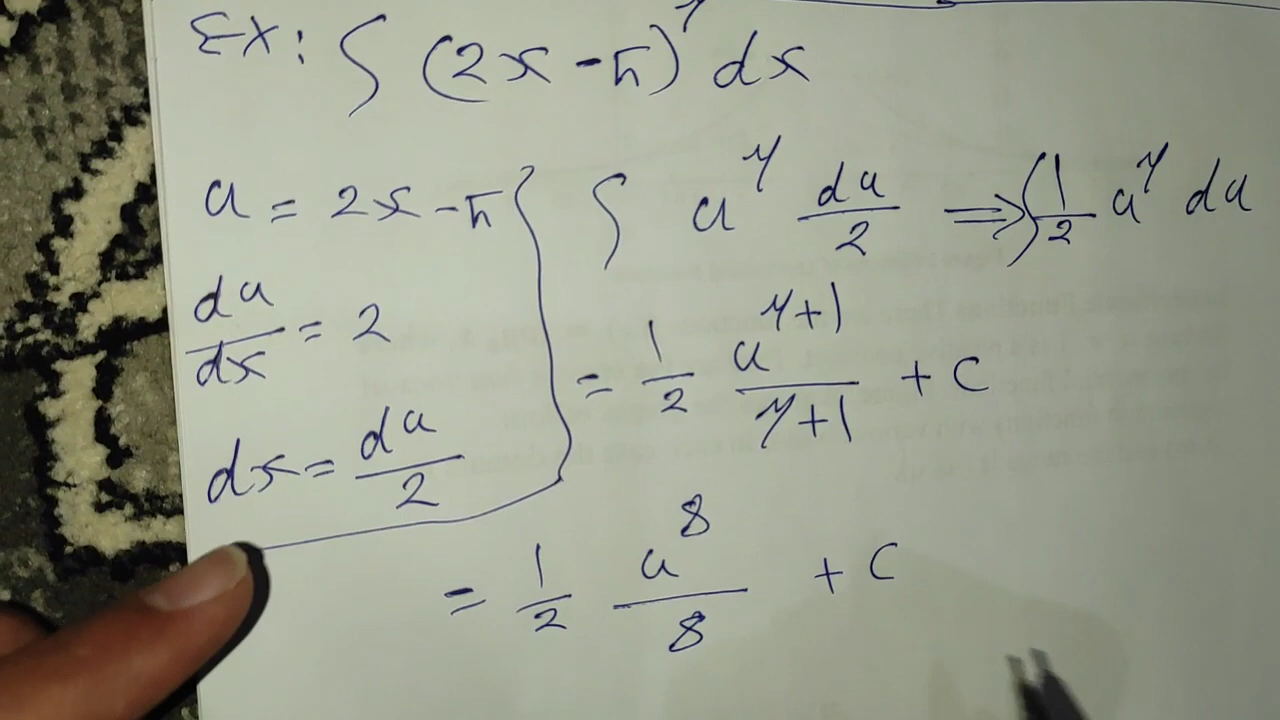 Ex: ∫ (2x - π)^7 dx
u = 2x - π
du/dx = 2
dx = du/2
∫ u^7 du/2 ⇒ ∫ 1/2 u^7 du
= 1/2 u^(7+1)/(7+1) + c
= 1/2 u^8/8 + c